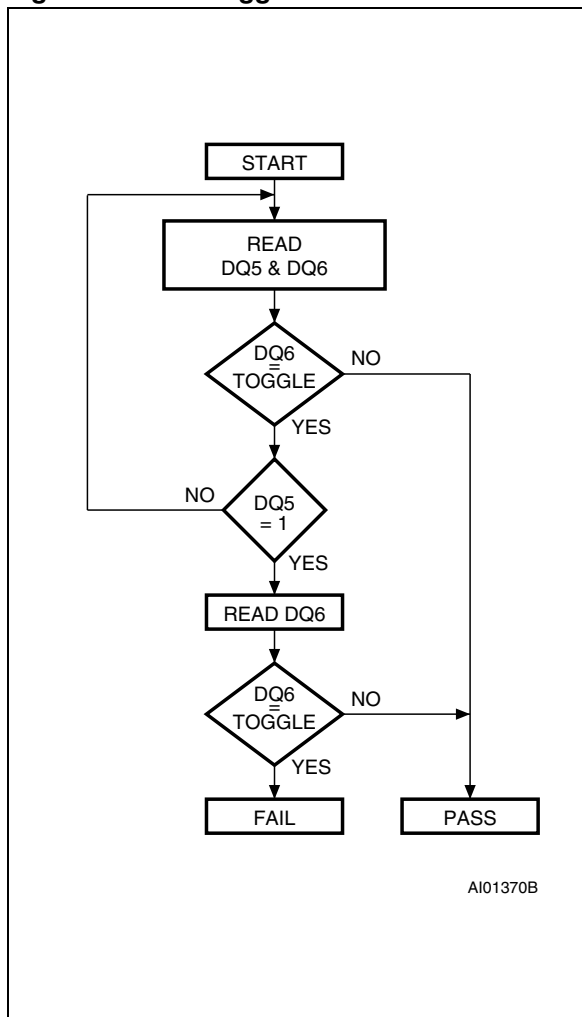 START
READ
DQ5 & DQ6
DQ6
=
TOGGLE
NO
YES
NO
DQ5
= 1
YES
READ DQ6
DQ6
=
TOGGLE
NO
YES
FAIL
PASS
AI01370B